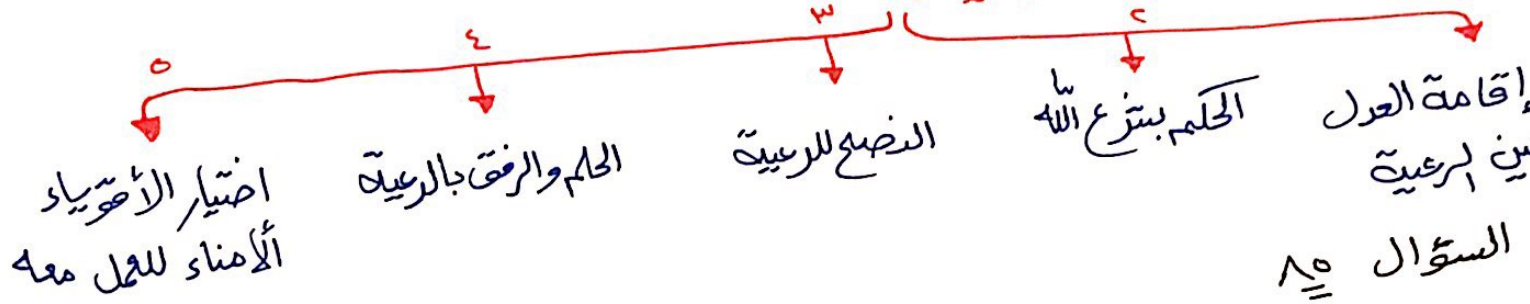 ٢
٣
٤
٥
إقامة العدل
بين الرعية
الحكم بشرع الله
النصح للرعية
الحلم والرفق بالرعية
اختيار الأقوياء
الأمناء للعمل معه
السؤال ٨٥